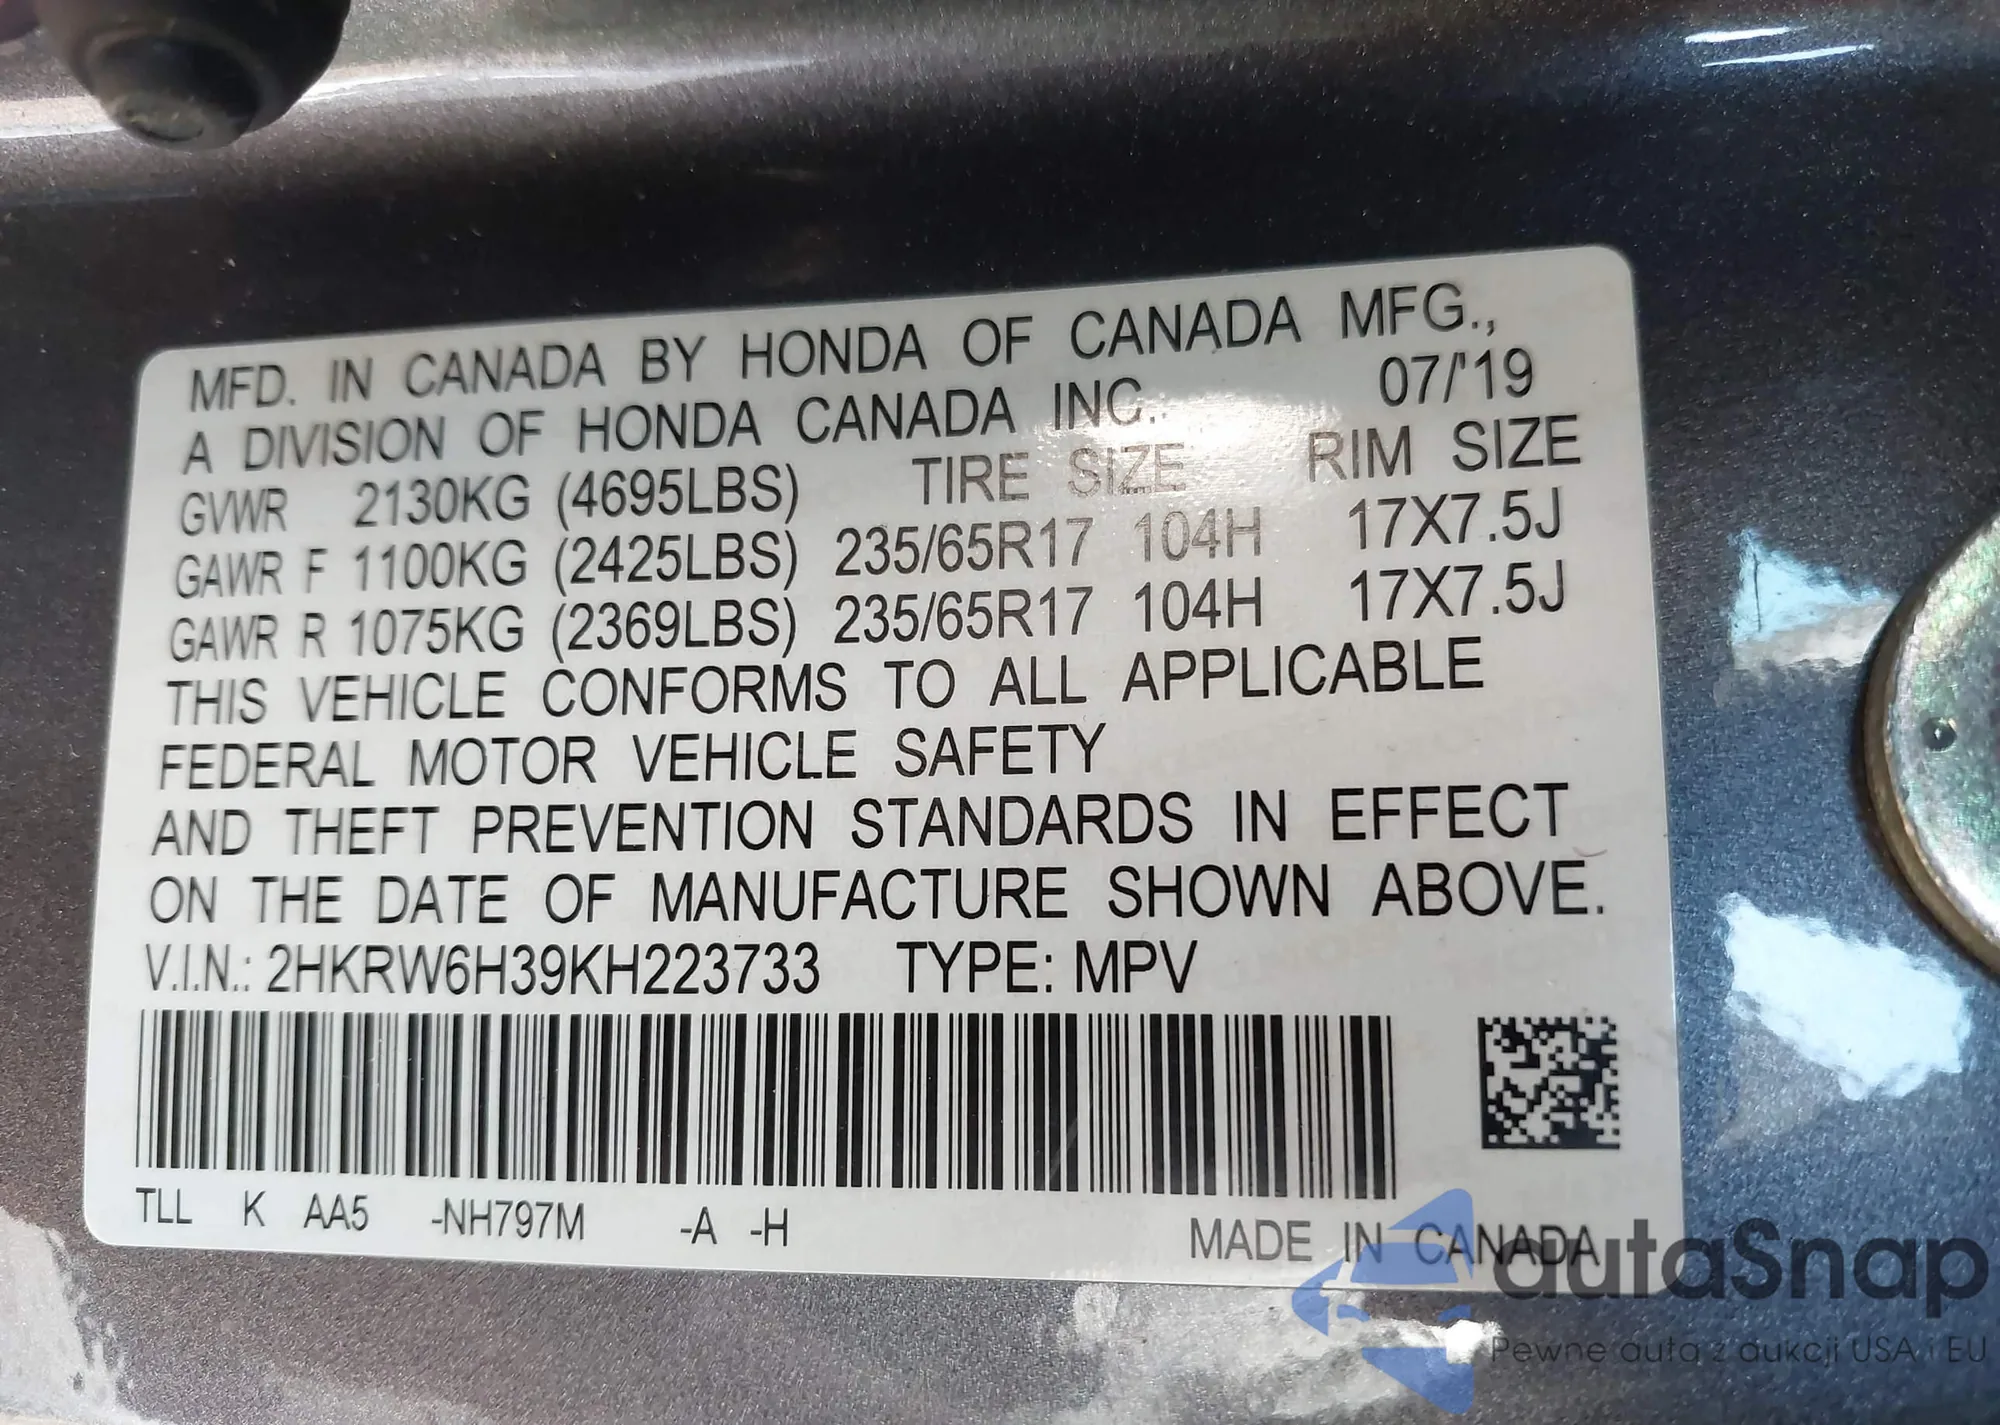 MFD. IN CANADA BY HONDA OF CANADA MFG.,
A DIVISION OF HONDA CANADA INC. 07/'19
GVWR 2130KG (4695LBS) TIRE SIZE RIM SIZE
GAWR F 1100KG (2425LBS) 235/65R17 104H 17X7.5J
GAWR R 1075KG (2369LBS) 235/65R17 104H 17X7.5J
THIS VEHICLE CONFORMS TO ALL APPLICABLE
FEDERAL MOTOR VEHICLE SAFETY
AND THEFT PREVENTION STANDARDS IN EFFECT
ON THE DATE OF MANUFACTURE SHOWN ABOVE.
V.I.N.: 2HKRW6H39KH223733 TYPE: MPV
TLL K AA5 -NH797M -A -H
MADE IN CANADA
autaSnap
Pewne auta z aukcji USA i EU